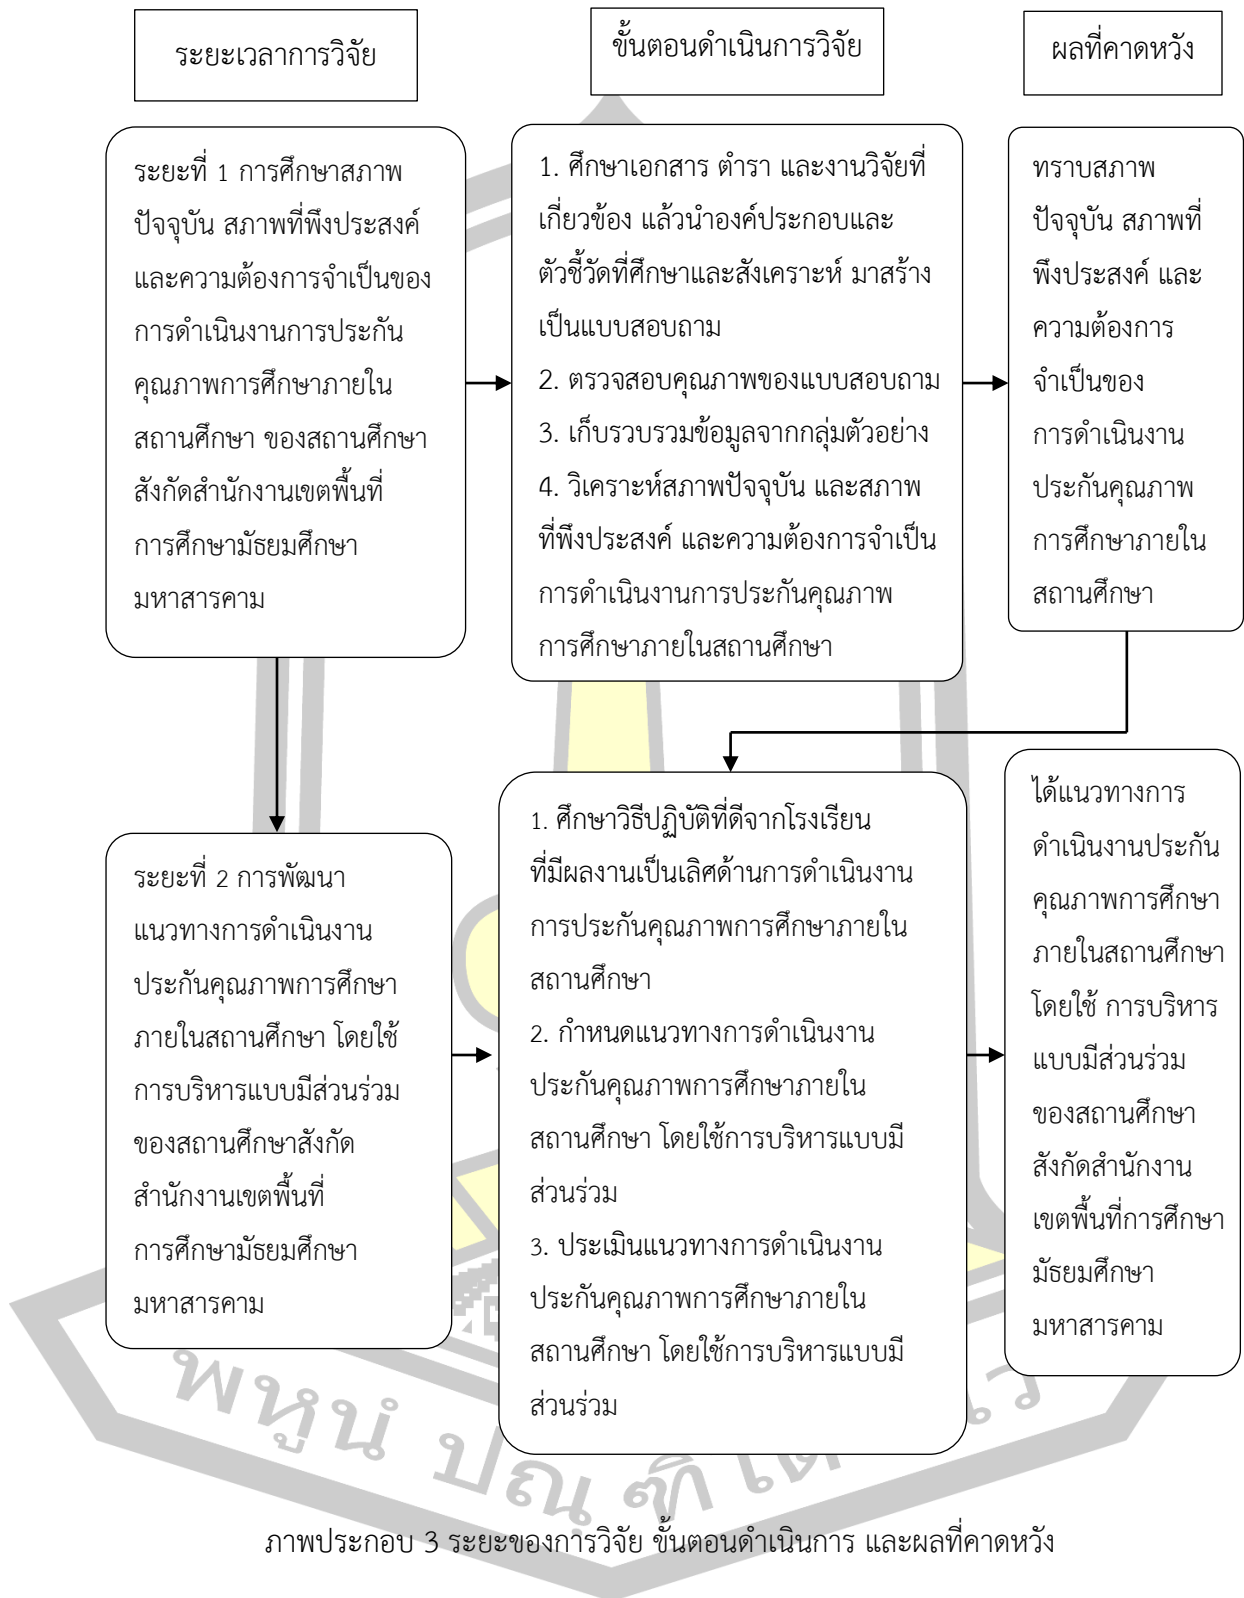 ระยะเวลาการวิจัย
ขั้นตอนดำเนินการวิจัย
ผลที่คาดหวัง
ระยะที่ 1 การศึกษาสภาพ
ปัจจุบัน สภาพที่พึงประสงค์
และความต้องการจำเป็นของ
การดำเนินงานการประกัน
คุณภาพการศึกษาภายใน
สถานศึกษา ของสถานศึกษา
สังกัดสำนักงานเขตพื้นที่
การศึกษามัธยมศึกษา
มหาสารคาม
1. ศึกษาเอกสาร ตำรา และงานวิจัยที่
เกี่ยวข้อง แล้วนำองค์ประกอบและ
ตัวชี้วัดที่ศึกษาและสังเคราะห์ มาสร้าง
เป็นแบบสอบถาม
2. ตรวจสอบคุณภาพของแบบสอบถาม
3. เก็บรวบรวมข้อมูลจากกลุ่มตัวอย่าง
4. วิเคราะห์สภาพปัจจุบัน และสภาพ
ที่พึงประสงค์ และความต้องการจำเป็น
การดำเนินงานการประกันคุณภาพ
การศึกษาภายในสถานศึกษา
ทราบสภาพ
ปัจจุบัน สภาพที่
พึงประสงค์ และ
ความต้องการ
จำเป็นของ
การดำเนินงาน
ประกันคุณภาพ
การศึกษาภายใน
สถานศึกษา
ระยะที่ 2 การพัฒนา
แนวทางการดำเนินงาน
ประกันคุณภาพการศึกษา
ภายในสถานศึกษา โดยใช้
การบริหารแบบมีส่วนร่วม
ของสถานศึกษาสังกัด
สำนักงานเขตพื้นที่
การศึกษามัธยมศึกษา
มหาสารคาม
1. ศึกษาวิธีปฏิบัติที่ดีจากโรงเรียน
ที่มีผลงานเป็นเลิศด้านการดำเนินงาน
การประกันคุณภาพการศึกษาภายใน
สถานศึกษา
2. กำหนดแนวทางการดำเนินงาน
ประกันคุณภาพการศึกษาภายใน
สถานศึกษา โดยใช้การบริหารแบบมี
ส่วนร่วม
3. ประเมินแนวทางการดำเนินงาน
ประกันคุณภาพการศึกษาภายใน
สถานศึกษา โดยใช้การบริหารแบบมี
ส่วนร่วม
ได้แนวทางการ
ดำเนินงานประกัน
คุณภาพการศึกษา
ภายในสถานศึกษา
โดยใช้ การบริหาร
แบบมีส่วนร่วม
ของสถานศึกษา
สังกัดสำนักงาน
เขตพื้นที่การศึกษา
มัธยมศึกษา
มหาสารคาม
พหูนํ ปณฺ
ภาพประกอบ 3 ระยะของการวิจัย ขั้นตอนดำเนินการ และผลที่คาดหวัง